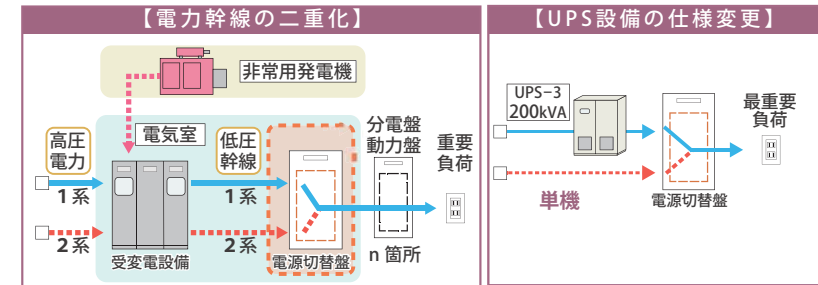 【電力幹線の二重化】
非常用発電機
高圧
電力
電気室
低圧
幹線
分電盤
動力盤
重要
負荷
1系
1系
2系
2系
受変電設備
電源切替盤
n 箇所
【UPS設備の仕様変更】
UPS-3
200kVA
最重要
負荷
単機
電源切替盤